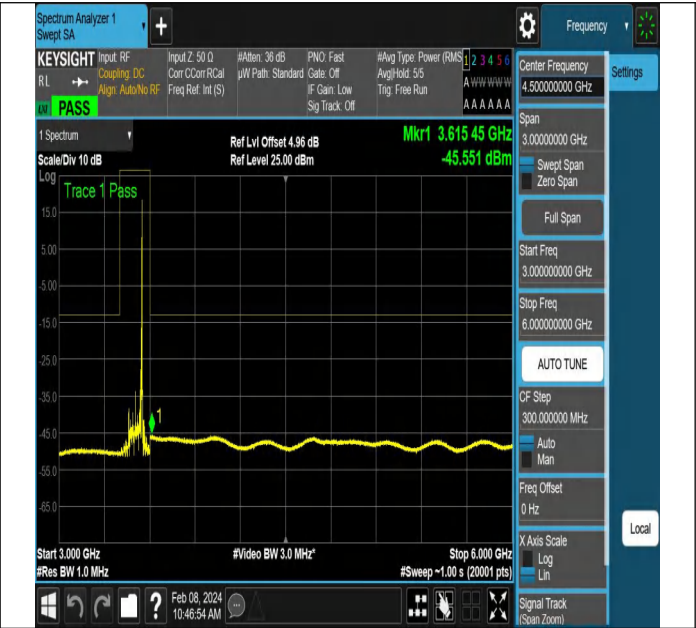 Spectrum Analyzer 1
Swept SA
+
Frequency
KEYSIGHT
RL
PASS
Input: RF
Coupling: DC
Align: Auto/No RF
Input Z: 50 Ω
Corr CCorr RCal
Freq Ref: Int (S)
#Atten: 36 dB
µW Path: Standard
PNO: Fast
Gate: Off
IF Gain: Low
Sig Track: Off
#Avg Type: Power (RMS
Avg|Hold: 5/5
Trig: Free Run
1 2 3 4 5 6
A W W W W W
A A A A A A
1 Spectrum
Scale/Div 10 dB
Ref Lvl Offset 4.96 dB
Ref Level 25.00 dBm
Mkr1 3.615 45 GHz
-45.551 dBm
Log
Trace 1 Pass
15.0
5.00
-5.00
-15.0
-25.0
-35.0
-45.0
-55.0
-65.0
1
Start 3.000 GHz
#Res BW 1.0 MHz
#Video BW 3.0 MHz*
Stop 6.000 GHz
#Sweep ~1.00 s (20001 pts)
?
Feb 08, 2024
10:46:54 AM
Center Frequency
4.500000000 GHz
Settings
Span
3.00000000 GHz
Swept Span
Zero Span
Full Span
Start Freq
3.000000000 GHz
Stop Freq
6.000000000 GHz
AUTO TUNE
CF Step
300.000000 MHz
Auto
Man
Freq Offset
0 Hz
Local
X Axis Scale
Log
Lin
Signal Track
(Span Zoom)